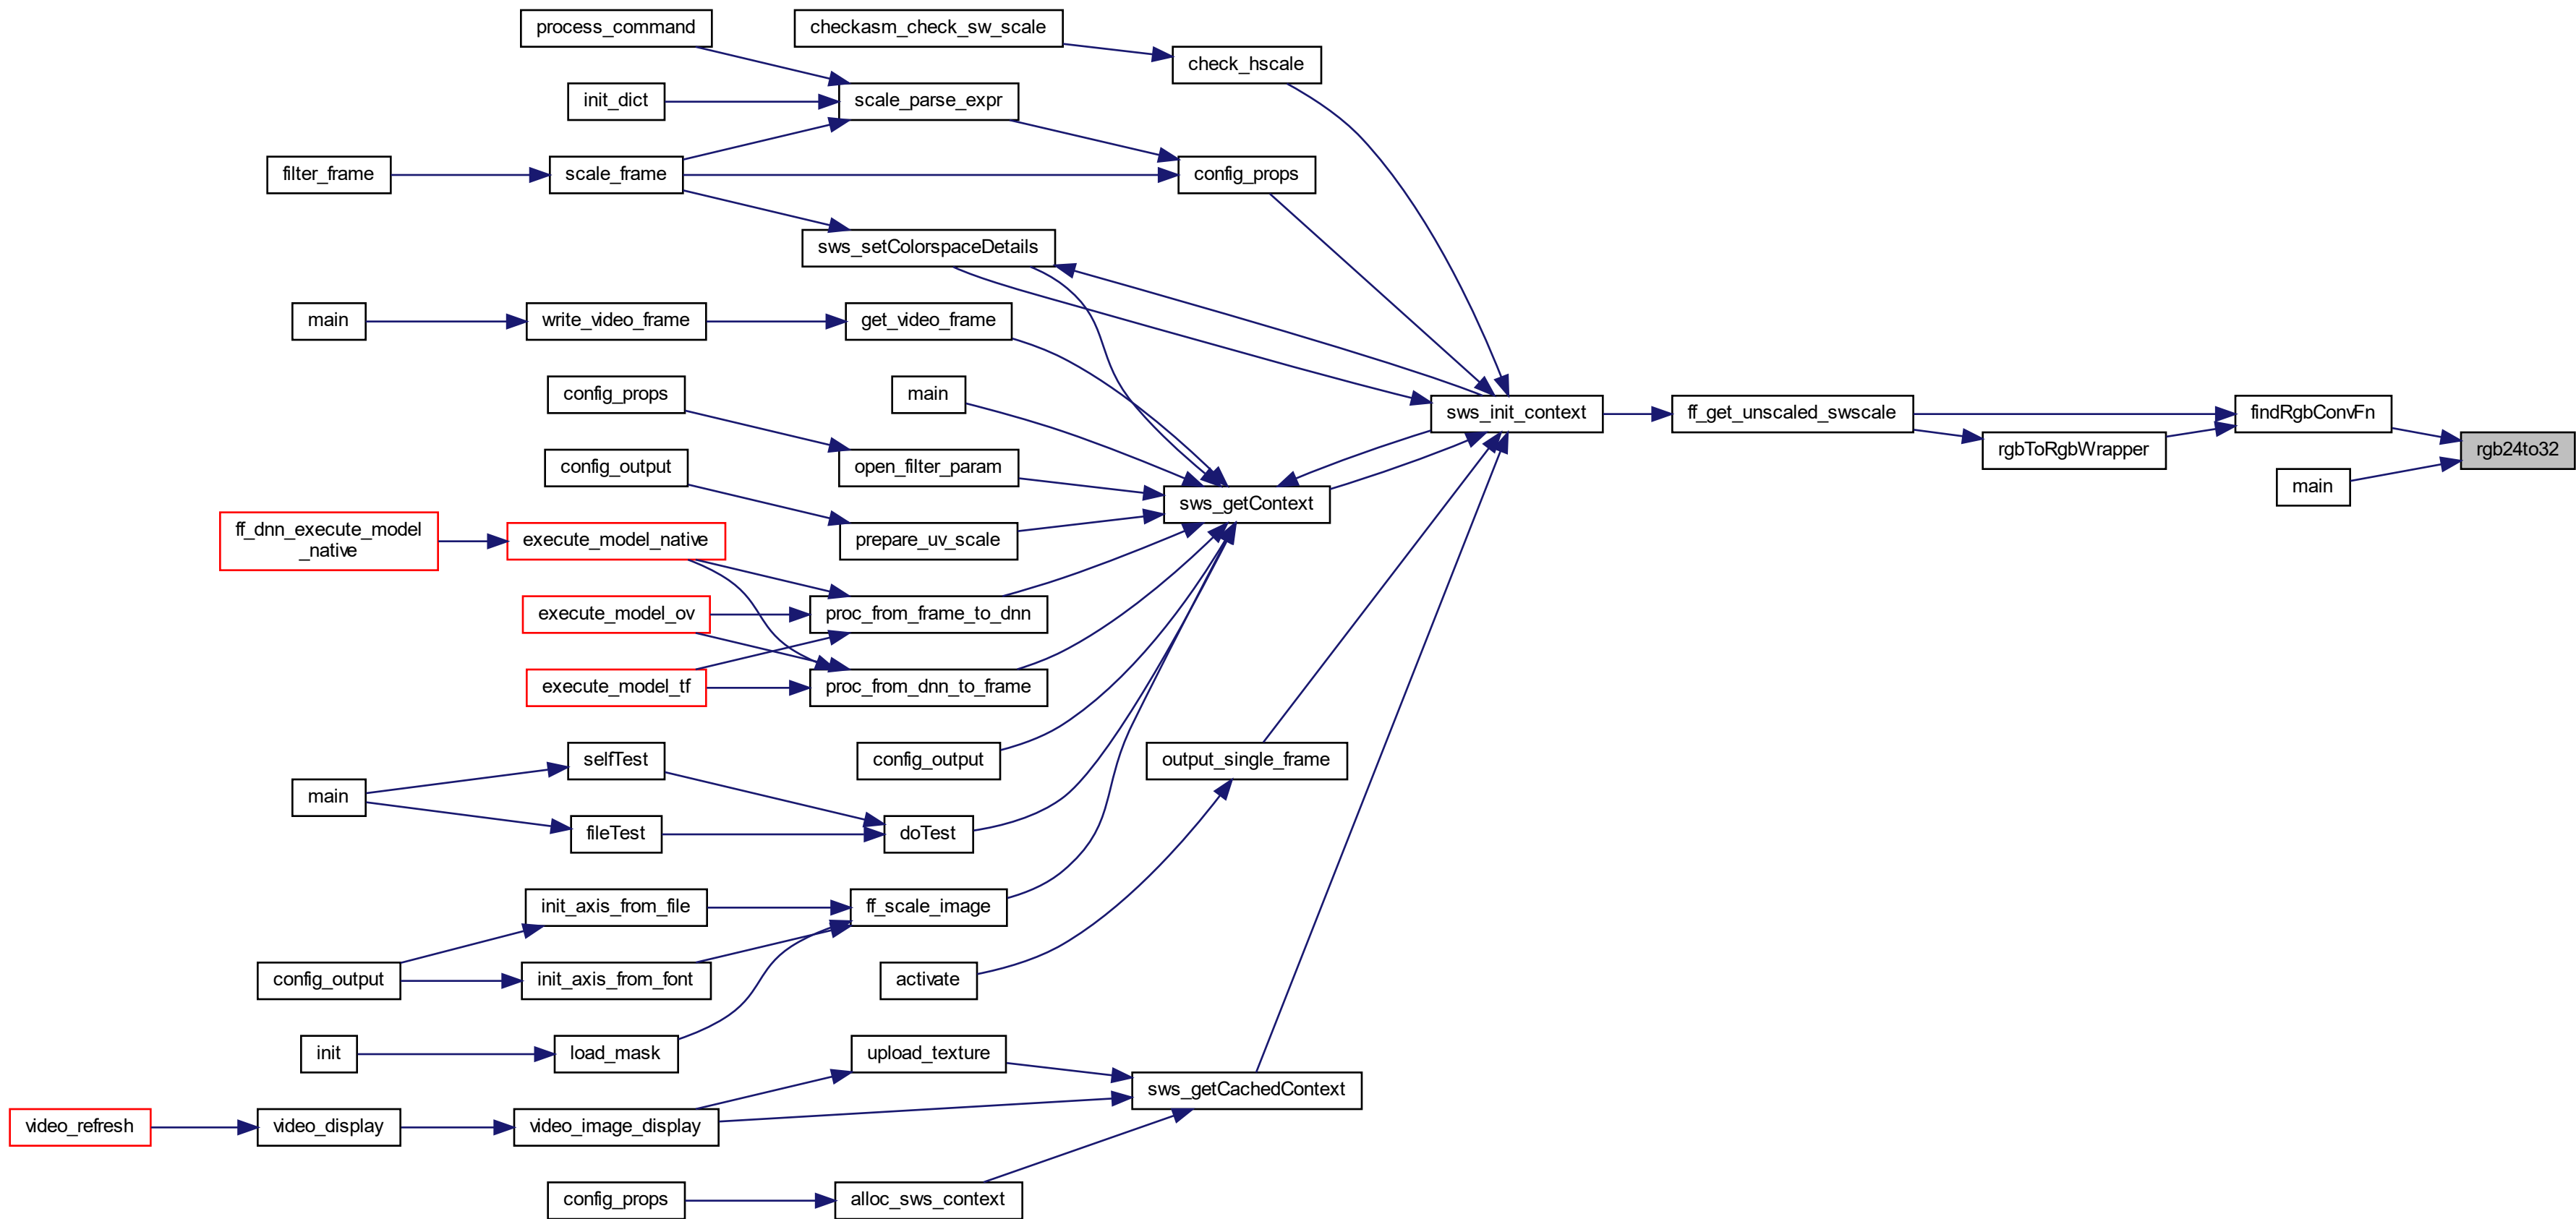 process_command
checkasm_check_sw_scale
check_hscale
init_dict
scale_parse_expr
filter_frame
scale_frame
config_props
sws_setColorspaceDetails
main
write_video_frame
get_video_frame
config_props
main
sws_init_context
ff_get_unscaled_swscale
findRgbConvFn
rgbToRgbWrapper
rgb24to32
main
config_output
open_filter_param
sws_getContext
ff_dnn_execute_model
_native
execute_model_native
prepare_uv_scale
execute_model_ov
proc_from_frame_to_dnn
execute_model_tf
proc_from_dnn_to_frame
selfTest
config_output
output_single_frame
main
fileTest
doTest
init_axis_from_file
ff_scale_image
config_output
init_axis_from_font
activate
init
load_mask
upload_texture
sws_getCachedContext
video_refresh
video_display
video_image_display
config_props
alloc_sws_context